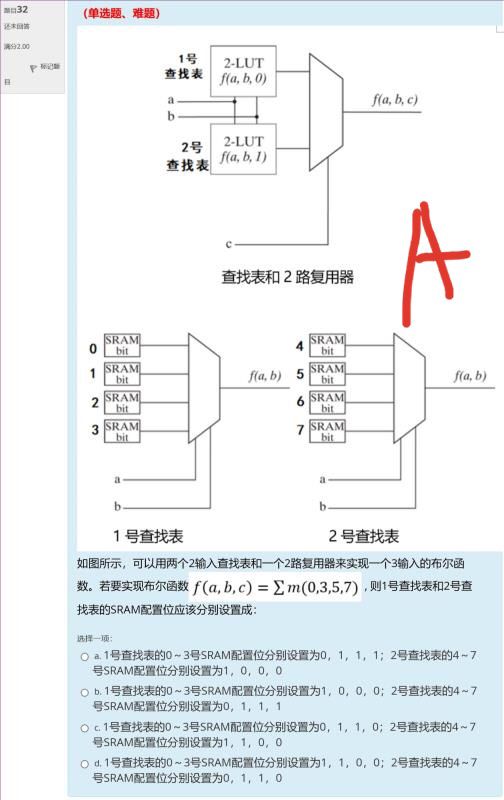 题目32
还未回答
满分2.00
标记题
目
(单选题、难题)
1号
查找表
2-LUT
f(a, b, 0)
a
b
f(a, b, c)
2号
查找表
2-LUT
f(a, b, 1)
c
查找表和 2 路复用器
A
0 SRAM bit
1 SRAM bit
2 SRAM bit
3 SRAM bit
f(a, b)
a
b
1 号查找表
4 SRAM bit
5 SRAM bit
6 SRAM bit
7 SRAM bit
f(a, b)
a
b
2 号查找表
如图所示，可以用两个2输入查找表和一个2路复用器来实现一个3输入的布尔函
数。若要实现布尔函数 f(a, b, c) = ∑ m(0,3,5,7) , 则1号查找表和2号查
找表的SRAM配置位应该分别设置成：
选择一项：
a. 1号查找表的0～3号SRAM配置位分别设置为0，1，1，1；2号查找表的4～7
号SRAM配置位分别设置为1，0，0，0
b. 1号查找表的0～3号SRAM配置位分别设置为1，0，0，0；2号查找表的4～7
号SRAM配置位分别设置为0，1，1，1
c. 1号查找表的0～3号SRAM配置位分别设置为0，1，1，0；2号查找表的4～7
号SRAM配置位分别设置为1，1，0，0
d. 1号查找表的0～3号SRAM配置位分别设置为1，1，0，0；2号查找表的4～7
号SRAM配置位分别设置为0，1，1，0